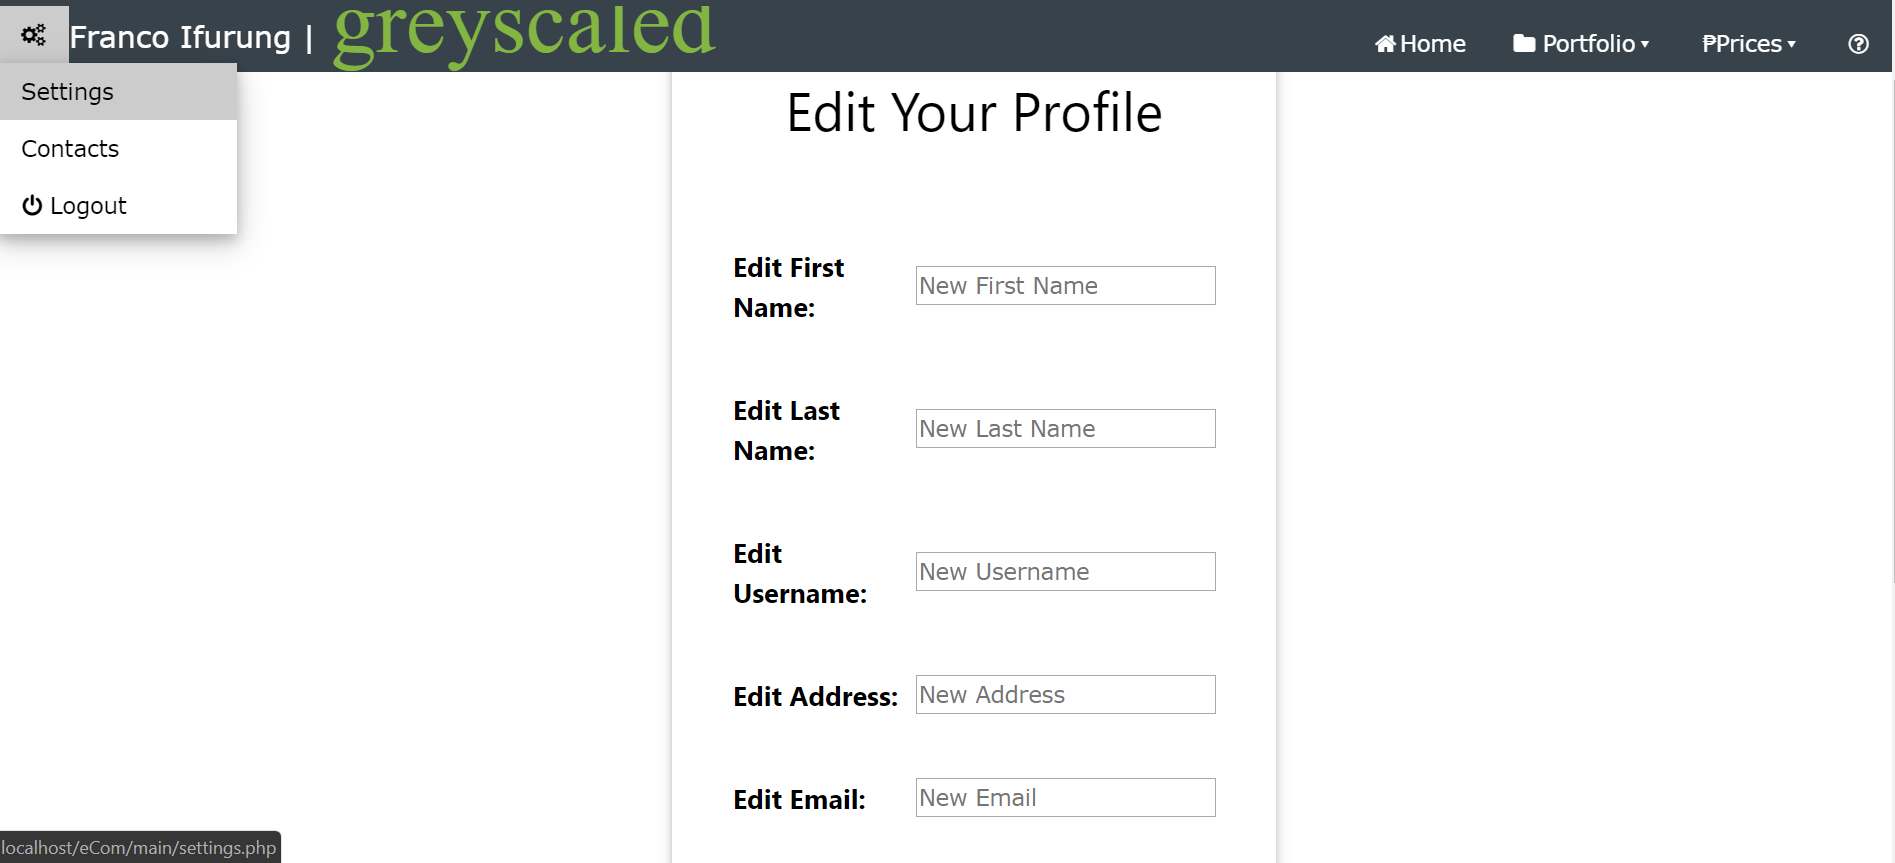 Franco Ifurung | greyscaled Home Portfolio ₱Prices
Settings
Contacts
Logout
Edit Your Profile
Edit First
Name:
New First Name
Edit Last
Name:
New Last Name
Edit
Username:
New Username
Edit Address: New Address
Edit Email: New Email
localhost/eCom/main/settings.php